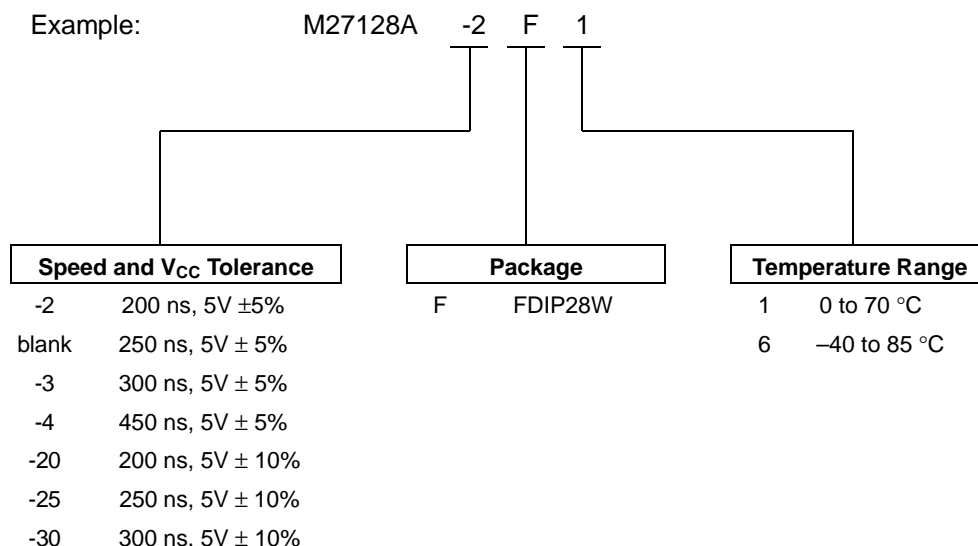 Example: M27128A -2 F 1
Speed and VCC Tolerance
-2 200 ns, 5V ±5%
blank 250 ns, 5V ± 5%
-3 300 ns, 5V ± 5%
-4 450 ns, 5V ± 5%
-20 200 ns, 5V ± 10%
-25 250 ns, 5V ± 10%
-30 300 ns, 5V ± 10%
Package
F FDIP28W
Temperature Range
1 0 to 70 °C
6 –40 to 85 °C